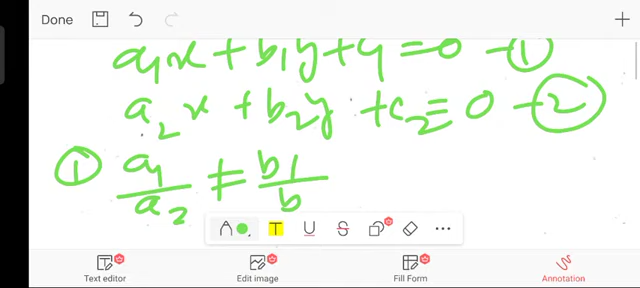 Done
a₁x + b₁y + c₁ = 0 – ①
a₂x + b₂y + c₂ = 0 – ②
① a₁/a₂ ≠ b₁/b
T U S
Text editor Edit image Fill Form Annotation